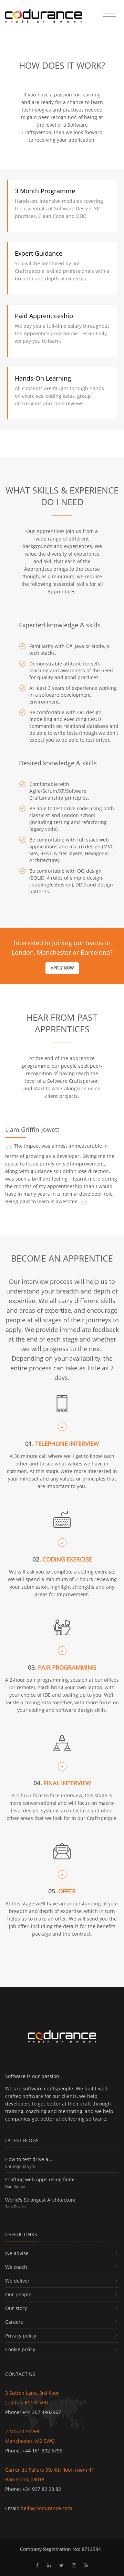 codurance
craft at heart
HOW DOES IT WORK?
If you have a passion for learning
and are ready for a chance to learn
technologies and practices needed
to gain peer-recognition of being at
the level of a Software
Craftsperson, then we look forward
to receiving your application.
3 Month Programme
Hands-on, intensive modules covering
the essentials of Software Design, XP
practices, Clean Code and DDD.
Expert Guidance
You will be mentored by our
Craftspeople, skilled professionals with a
breadth and depth of expertise.
Paid Apprenticeship
We pay you a full-time salary throughout
the Apprentice programme - essentially,
we pay you to learn.
Hands-On Learning
All concepts are taught through hands-
on exercises, coding katas, group
discussions and code reviews.
WHAT SKILLS & EXPERIENCE
DO I NEED
Our Apprentices join us from a
wide range of different
backgrounds and experiences. We
value the diversity of experience
and skill that each of the
Apprentices brings to the course
though, as a minimum, we require
the following 'essential' skills for all
Apprentices.
Expected knowledge & skills
Familiarity with C#, Java or Node.js
tech stacks.
Demonstrable attitude for self-
learning and awareness of the need
for quality and good practices.
At least 3 years of experience working
in a software development
environment.
Be comfortable with OO design,
modelling and executing CRUD
commands on relational database and
be able to write tests (though we don't
expect you to be able to test drive).
Desired knowledge & skills
Comfortable with
Agile/Scrum/XP/Software
Craftsmanship principles.
Be able to test drive code using both
classicist and London school
(including testing and refactoring
legacy code).
Be comfortable with full stack web
applications and macro design (MVC,
SPA, REST, N tier layers, Hexagonal
Architecture).
Be comfortable with OO design
(SOLID, 4 rules of simple design,
coupling/cohesion), DDD and design
patterns.
Interested in joining our teams in
London, Manchester or Barcelona?
APPLY NOW
HEAR FROM PAST
APPRENTICES
At the end of the apprentice
programme, our people seek peer-
recognition of having reach the
level of a Software Craftsperson
and start to work alongside us on
client projects.
Liam Griffin-Jowett
“ The impact was almost immeasurable in
terms of growing as a developer. Giving me the
space to focus purely on self-improvement,
along with guidance so I didn't lose directions,
was such a brilliant feeling. I learnt more during
the months of my apprenticeship than I would
have in many years in a normal developer role.
Being paid to learn is awesome. ”
BECOME AN APPRENTICE
Our interview process will help us to
understand your breadth and depth of
expertise. We will all carry different skills
and areas of expertise, and encourage
people at all stages of their journeys to
apply. We provide immediate feedback
at the end of each stage and whether
we will progress to the next.
Depending on your availability, the
entire process can take as little as 7
days.
01. TELEPHONE INTERVIEW
A 30 minute call where we'll get to know each
other and chat about what we each have in
common. At this stage, we're more interested in
your mindset and passion or skills or principles that
are important to you.
02. CODING EXERCISE
We will ask you to complete a coding exercise.
We will spend a minimum of 2-3 hours reviewing
your submission, highlight strengths and any
areas for improvement.
03. PAIR PROGRAMMING
A 2-hour pair programming session at our offices
(or remote). You'll bring your own laptop, with
your choice of IDE and tooling up to you. We'll be
talking code, making a cuppa and looking at how
you make your coding and software design skills.
04. FINAL INTERVIEW
A 2-hour face to face interview, this stage is
more architectural and will focus on macro-
level design, systems architecture and other
other areas that we look for in our Craftspeople.
05. OFFER
At this stage we'll have an understanding of your
breadth and depth of expertise, which in turn
helps us to make an offer. We will send you the
job offer, including the details for the first
practice and contract.
codurance
craft at heart
Software is our passion.
We are software craftspeople. We build well-
crafted software for our clients, we help
developers to get better at their craft through
training, coaching and mentoring, and we help
companies get better at delivering software.
LATEST BLOGS
How to test drive a...
Christopher Eyre
Crafting web apps using finite...
Dan Bunea
World's Strongest Architecture
Sam Davies
USEFUL LINKS
We advise
We coach
We deliver
Our people
Our story
Careers
Privacy policy
Cookie policy
CONTACT US
3 Sutton Lane, 3rd floor
London, EC1M 5PU
Phone: +44 207 4902967
2 Mount Street
Manchester, M2 5WQ
Phone: +44 161 302 6795
Carrer de Pallars 99, 4th floor, room 41
Barcelona, 08018
Phone: +34 937 82 28 82
Email: hello@codurance.com
Company Registration No: 8712584